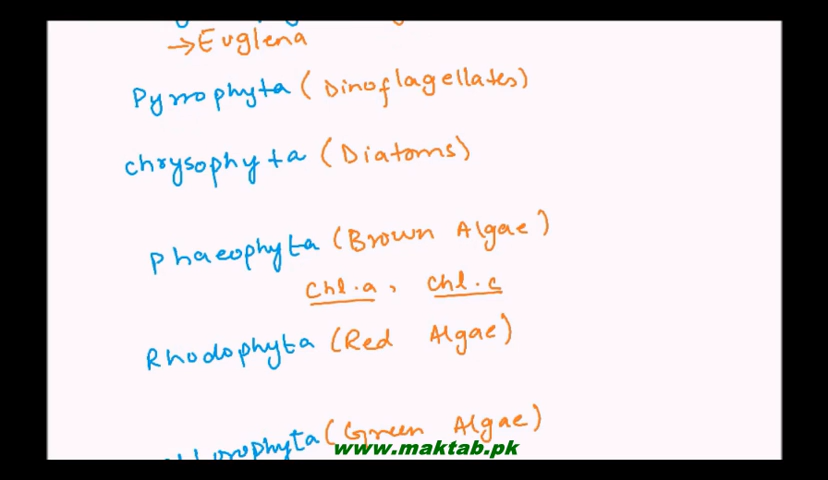 →Euglena
Pyrrophyta (Dinoflagellates)
Chrysophyta (Diatoms)
Phaeophyta (Brown Algae)
Chl.a, Chl.c
Rhodophyta (Red Algae)
(Green Algae)
www.maktab.pk